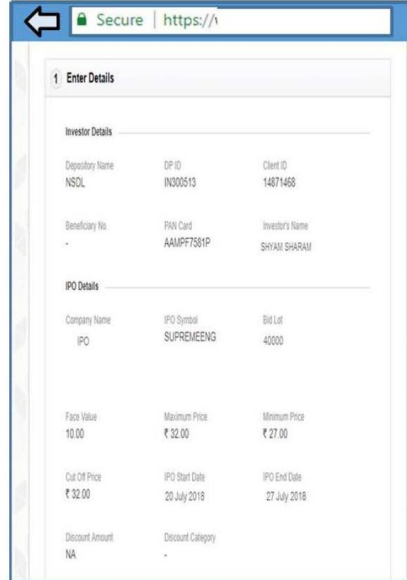 Secure | https://
1 Enter Details
Investor Details
Depository Name DP ID Client ID
NSDL IN300513 14871468
Beneficiary No PAN Card Investor's Name
- AAMPF7581P SHYAM SHARAM
IPO Details
Company Name IPO Symbol Bid Lot
IPO SUPREMEENG 40000
Face Value Maximum Price Minimum Price
10.00 ₹ 32.00 ₹ 27.00
Cut Off Price IPO Start Date IPO End Date
₹ 32.00 20 July 2018 27 July 2018
Discount Amount Discount Category
NA -